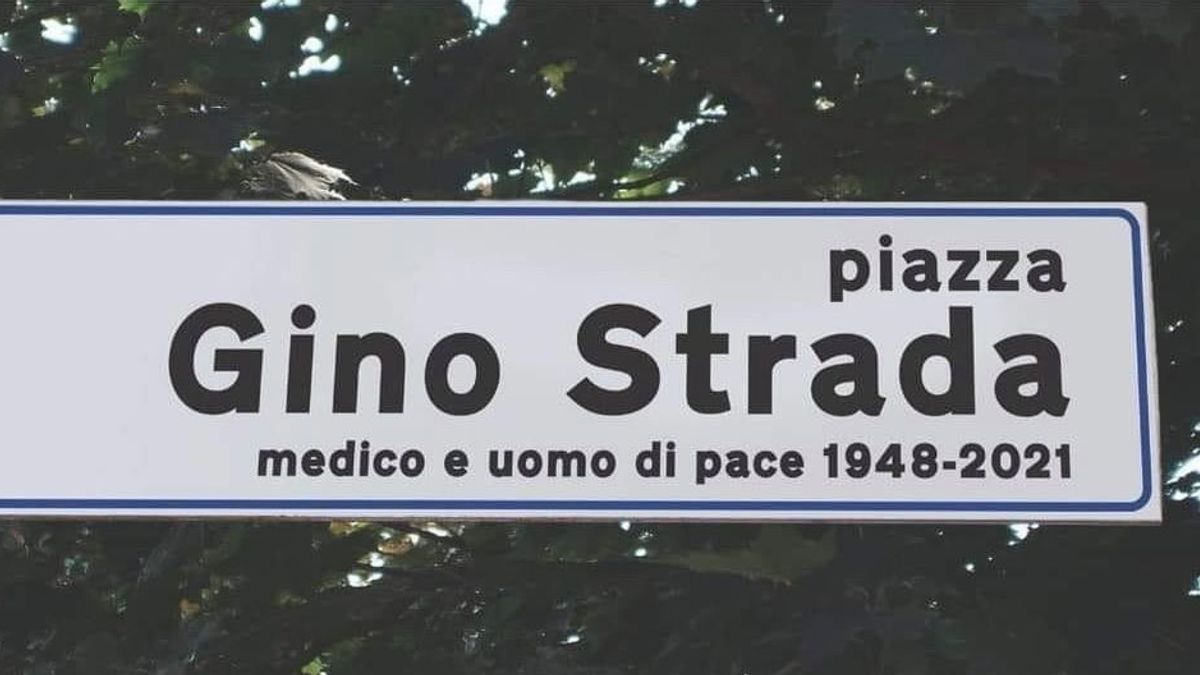 piazza
Gino Strada
medico e uomo di pace 1948-2021